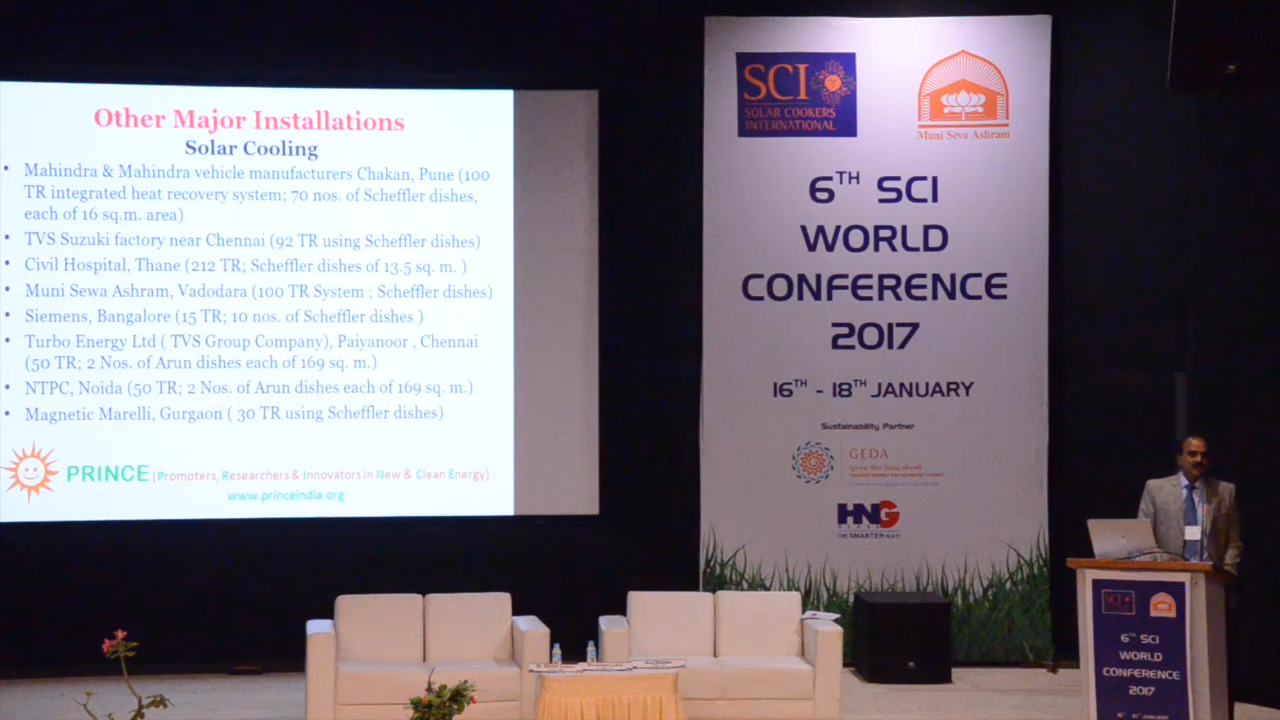 Other Major Installations
Solar Cooling
• Mahindra & Mahindra vehicle manufacturers Chakan, Pune (100
TR integrated heat recovery system; 70 nos. of Scheffler dishes,
each of 16 sq.m. area)
• TVS Suzuki factory near Chennai (92 TR using Scheffler dishes)
• Civil Hospital, Thane (212 TR; Scheffler dishes of 13.5 sq. m. )
• Muni Sewa Ashram, Vadodara (100 TR System ; Scheffler dishes)
• Siemens, Bangalore (15 TR; 10 nos. of Scheffler dishes )
• Turbo Energy Ltd ( TVS Group Company), Paiyanoor , Chennai
(50 TR; 2 Nos. of Arun dishes each of 169 sq. m.)
• NTPC, Noida (50 TR; 2 Nos. of Arun dishes each of 169 sq. m.)
• Magnetic Marelli, Gurgaon ( 30 TR using Scheffler dishes)
PRINCE (Promoters, Researchers & Innovators in New & Clean Energy)
www.princeindia.org
SCI
SOLAR COOKERS
INTERNATIONAL
Muni Seva Ashram
6TH SCI
WORLD
CONFERENCE
2017
16TH - 18TH JANUARY
Sustainability Partner
GEDA
HNG
GLASS
THE SMARTER WAY
SCI
6TH SCI
WORLD
CONFERENCE
2017